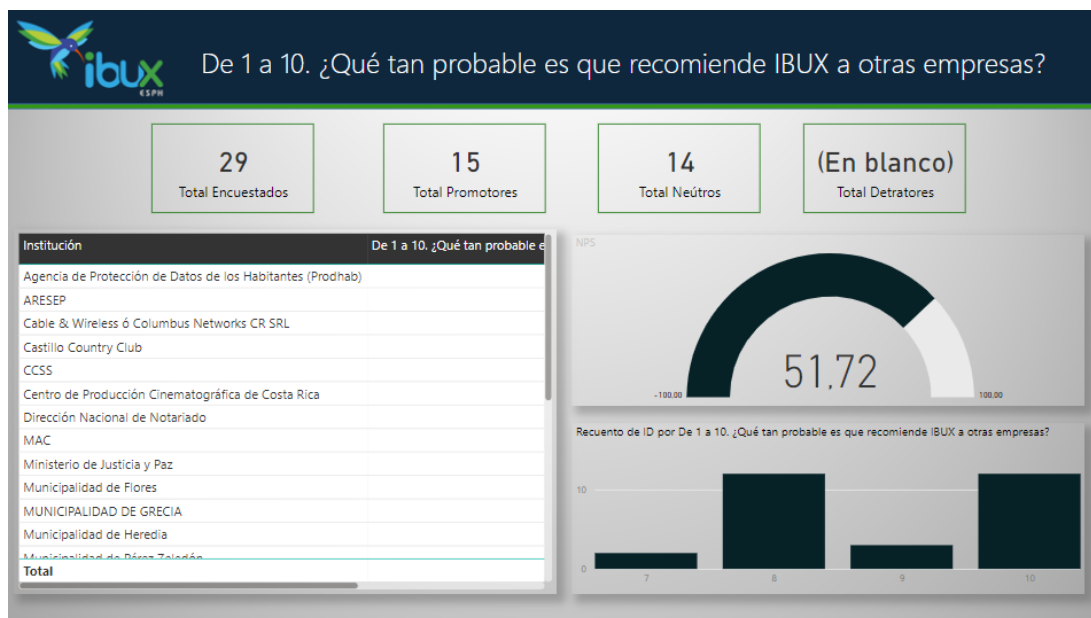 ibux
ESPH
De 1 a 10. ¿Qué tan probable es que recomiende IBUX a otras empresas?
29
Total Encuestados
15
Total Promotores
14
Total Neútros
(En blanco)
Total Detratores
Institución De 1 a 10. ¿Qué tan probable e
Agencia de Protección de Datos de los Habitantes (Prodhab)
ARESEP
Cable & Wireless ó Columbus Networks CR SRL
Castillo Country Club
CCSS
Centro de Producción Cinematográfica de Costa Rica
Dirección Nacional de Notariado
MAC
Ministerio de Justicia y Paz
Municipalidad de Flores
MUNICIPALIDAD DE GRECIA
Municipalidad de Heredia
Municipalidad de Pérez Zeledón
Total
NPS
51,72
-100,00 100,00
Recuento de ID por De 1 a 10. ¿Qué tan probable es que recomiende IBUX a otras empresas?
10
0
7 8 9 10